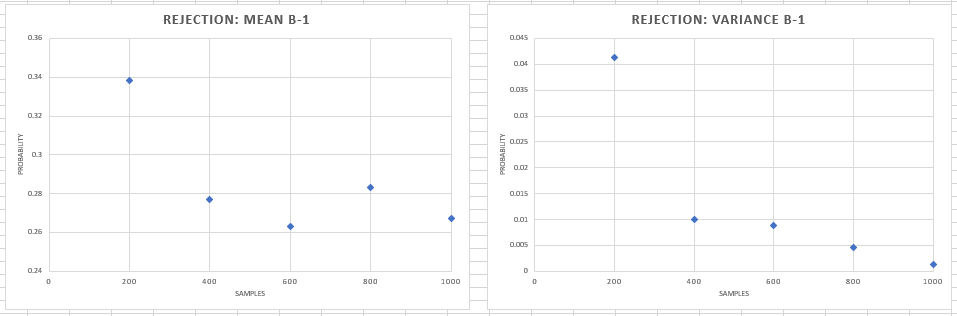 REJECTION: MEAN B-1
0.36
0.34
0.32
0.3
0.28
0.26
0.24
PROBABILITY
0 200 400 600 800 1000
SAMPLES
REJECTION: VARIANCE B-1
0.045
0.04
0.035
0.03
0.025
0.02
0.015
0.01
0.005
0
PROBABILITY
0 200 400 600 800 1000
SAMPLES